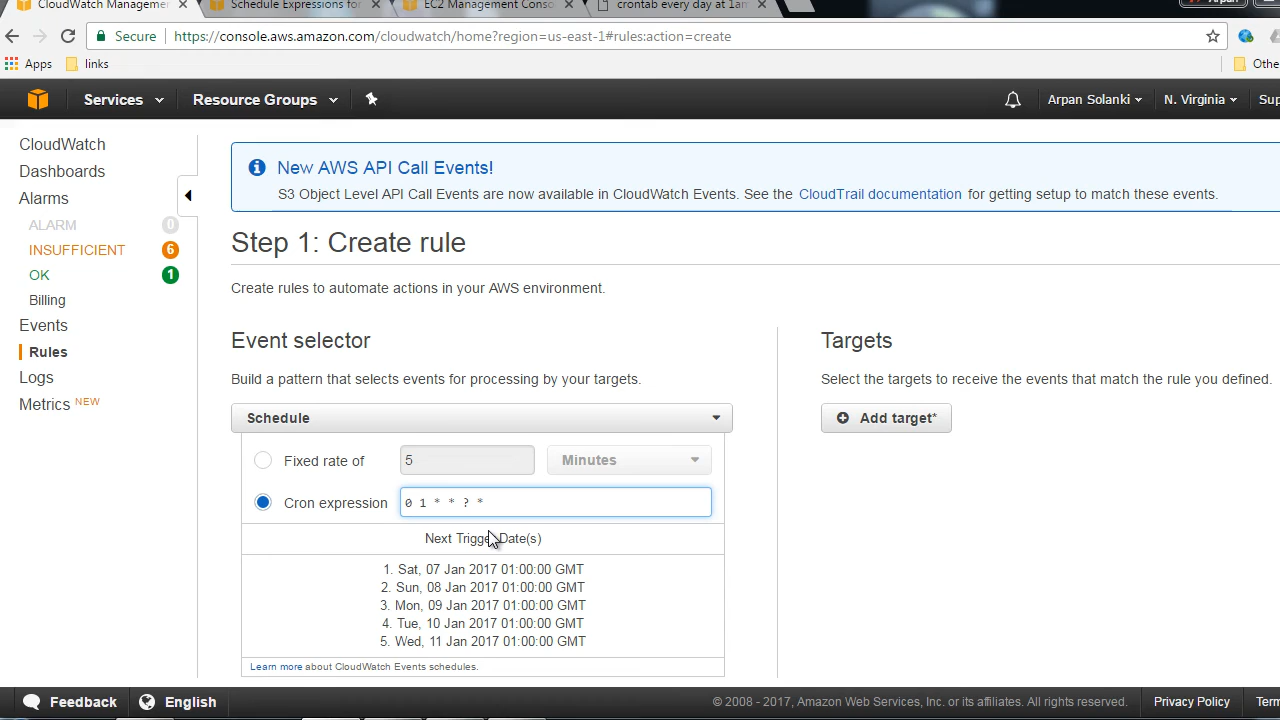 CloudWatch Managemen
Schedule Expressions for
EC2 Management Conso
crontab every day at 1am
Arpan
Secure
https://console.aws.amazon.com/cloudwatch/home?region=us-east-1#rules:action=create
Apps
links
Othe
Services
Resource Groups
Arpan Solanki
N. Virginia
Sup
CloudWatch
Dashboards
Alarms
ALARM 0
INSUFFICIENT 6
OK 1
Billing
Events
Rules
Logs
Metrics NEW
New AWS API Call Events!
S3 Object Level API Call Events are now available in CloudWatch Events. See the CloudTrail documentation for getting setup to match these events.
Step 1: Create rule
Create rules to automate actions in your AWS environment.
Event selector
Build a pattern that selects events for processing by your targets.
Schedule
Fixed rate of 5 Minutes
Cron expression 0 1 * * ? *
Next Trigger Date(s)
1. Sat, 07 Jan 2017 01:00:00 GMT
2. Sun, 08 Jan 2017 01:00:00 GMT
3. Mon, 09 Jan 2017 01:00:00 GMT
4. Tue, 10 Jan 2017 01:00:00 GMT
5. Wed, 11 Jan 2017 01:00:00 GMT
Learn more about CloudWatch Events schedules.
Targets
Select the targets to receive the events that match the rule you defined.
Add target*
Feedback
English
© 2008 - 2017, Amazon Web Services, Inc. or its affiliates. All rights reserved.
Privacy Policy
Term